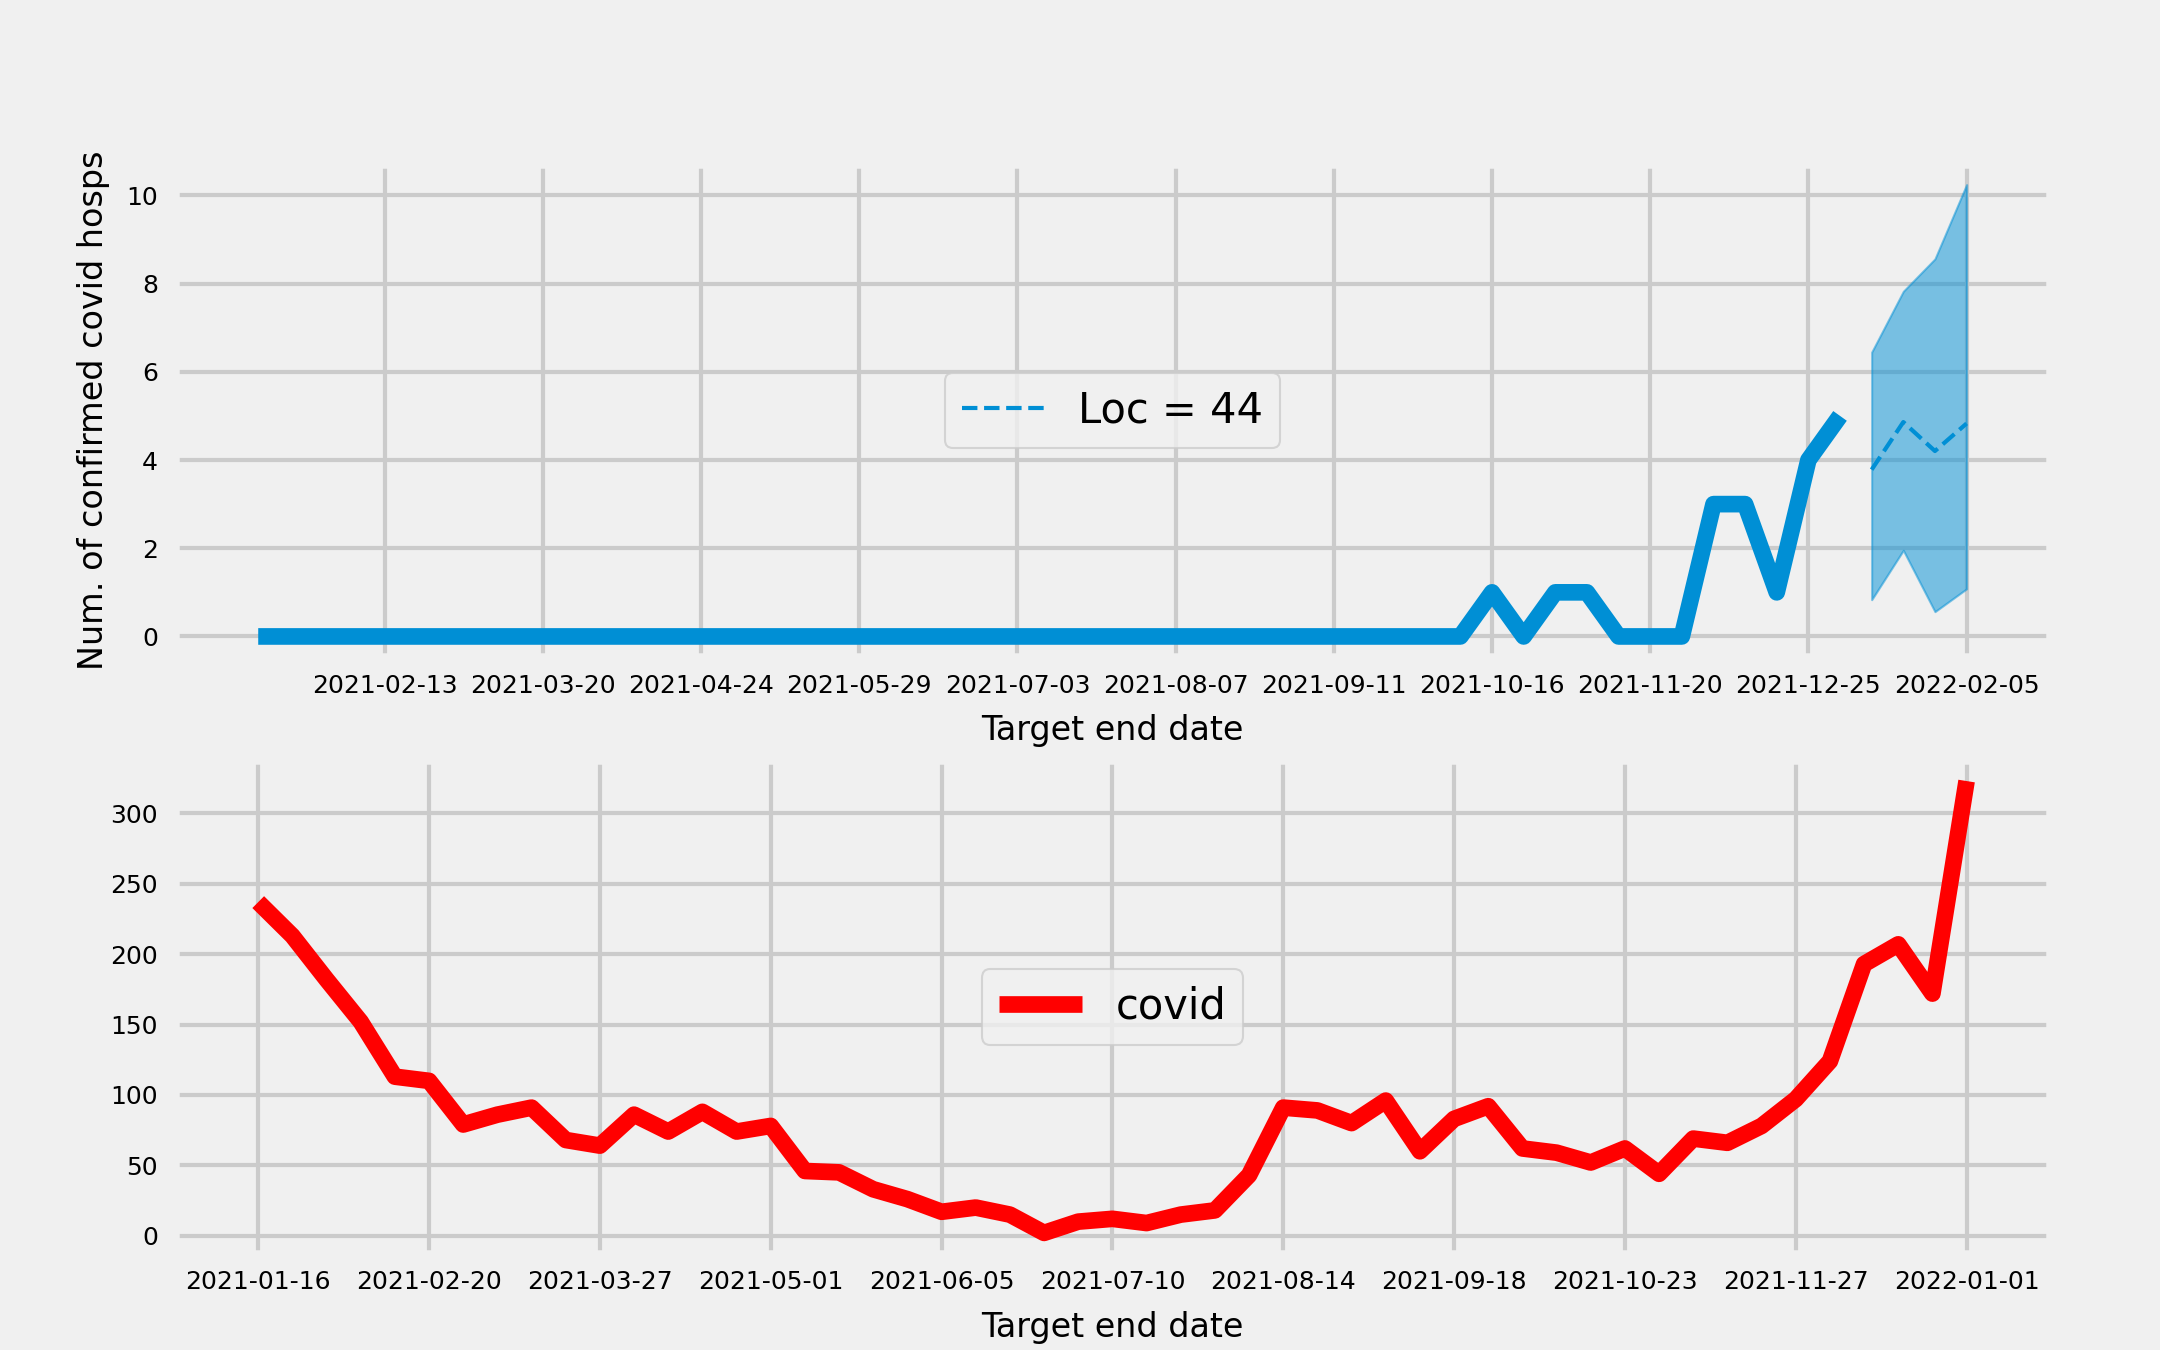 Num. of confirmed covid hosps
10
8
6
4
2
0
Loc = 44
2021-02-13 2021-03-20 2021-04-24 2021-05-29 2021-07-03 2021-08-07 2021-09-11 2021-10-16 2021-11-20 2021-12-25 2022-02-05
Target end date
300
250
200
150
100
50
0
covid
2021-01-16 2021-02-20 2021-03-27 2021-05-01 2021-06-05 2021-07-10 2021-08-14 2021-09-18 2021-10-23 2021-11-27 2022-01-01
Target end date